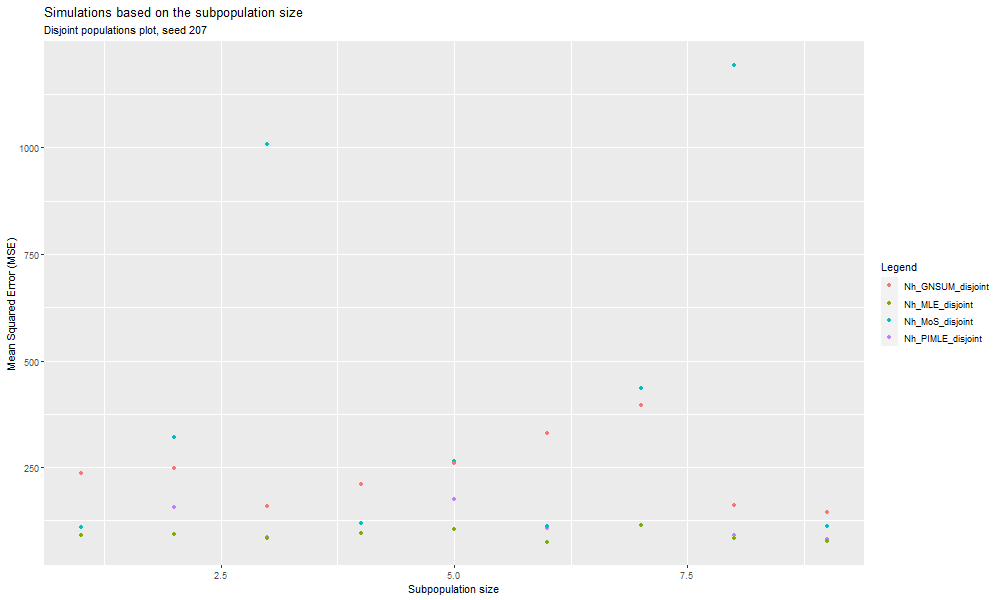 Simulations based on the subpopulation size
Disjoint populations plot, seed 207
Mean Squared Error (MSE)
1000
750
500
250
2.5
5.0
7.5
Subpopulation size
Legend
Nh_GNSUM_disjoint
Nh_MLE_disjoint
Nh_MoS_disjoint
Nh_PIMLE_disjoint